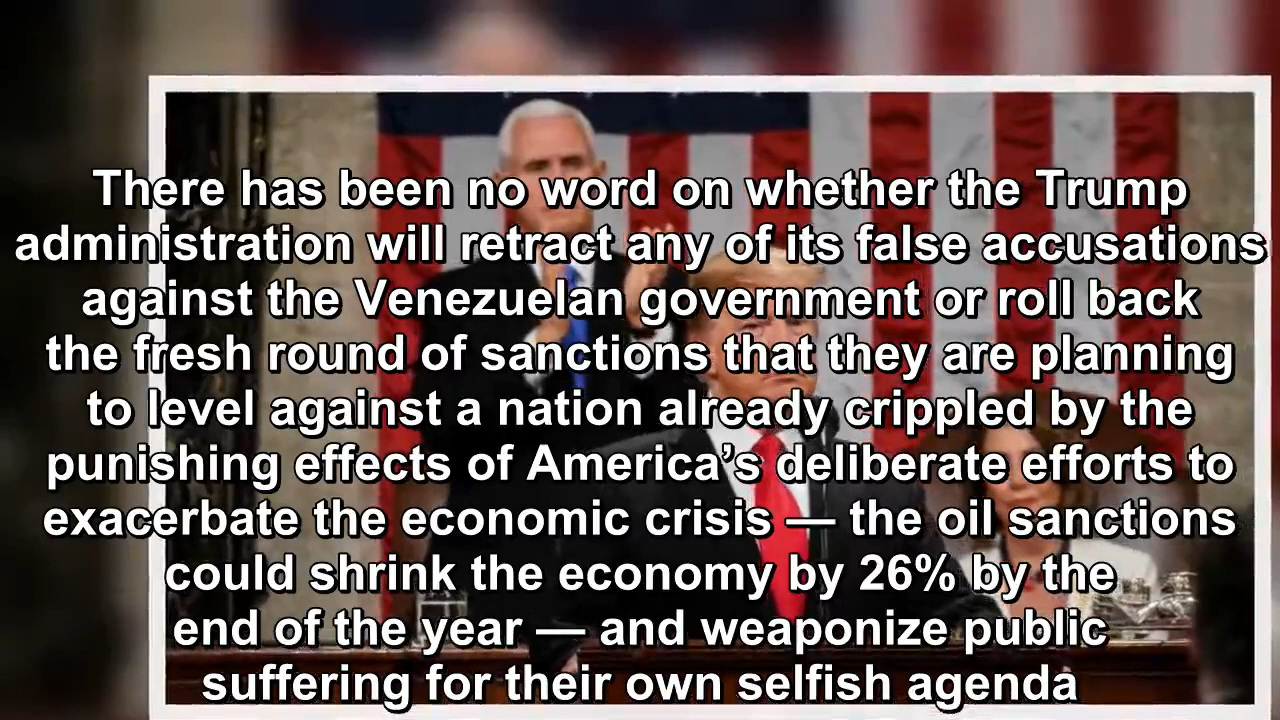 There has been no word on whether the Trump
administration will retract any of its false accusations
against the Venezuelan government or roll back
the fresh round of sanctions that they are planning
to level against a nation already crippled by the
punishing effects of America’s deliberate efforts to
exacerbate the economic crisis — the oil sanctions
could shrink the economy by 26% by the
end of the year — and weaponize public
suffering for their own selfish agenda